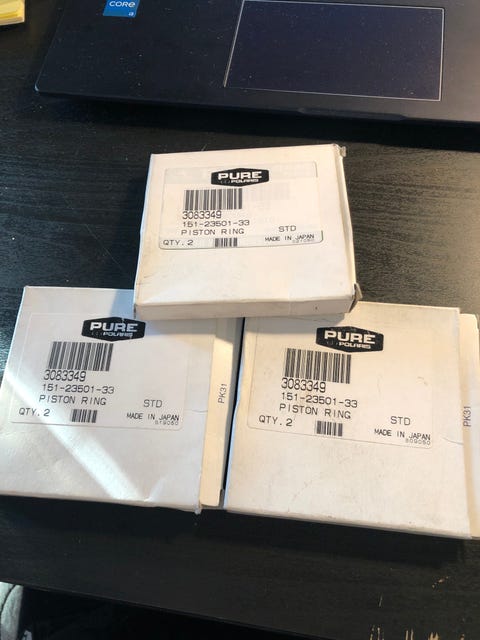 CORE
PURE
POLARIS
3083349
151-23501-33
PISTON RING STD
QTY. 2 MADE IN JAPAN
PURE
POLARIS
3083349
151-23501-33
PISTON RING STD
QTY. 2 MADE IN JAPAN
PK31
PURE
POLARIS
3083349
151-23501-33
PISTON RING STD
QTY. 2 MADE IN JAPAN
PK31